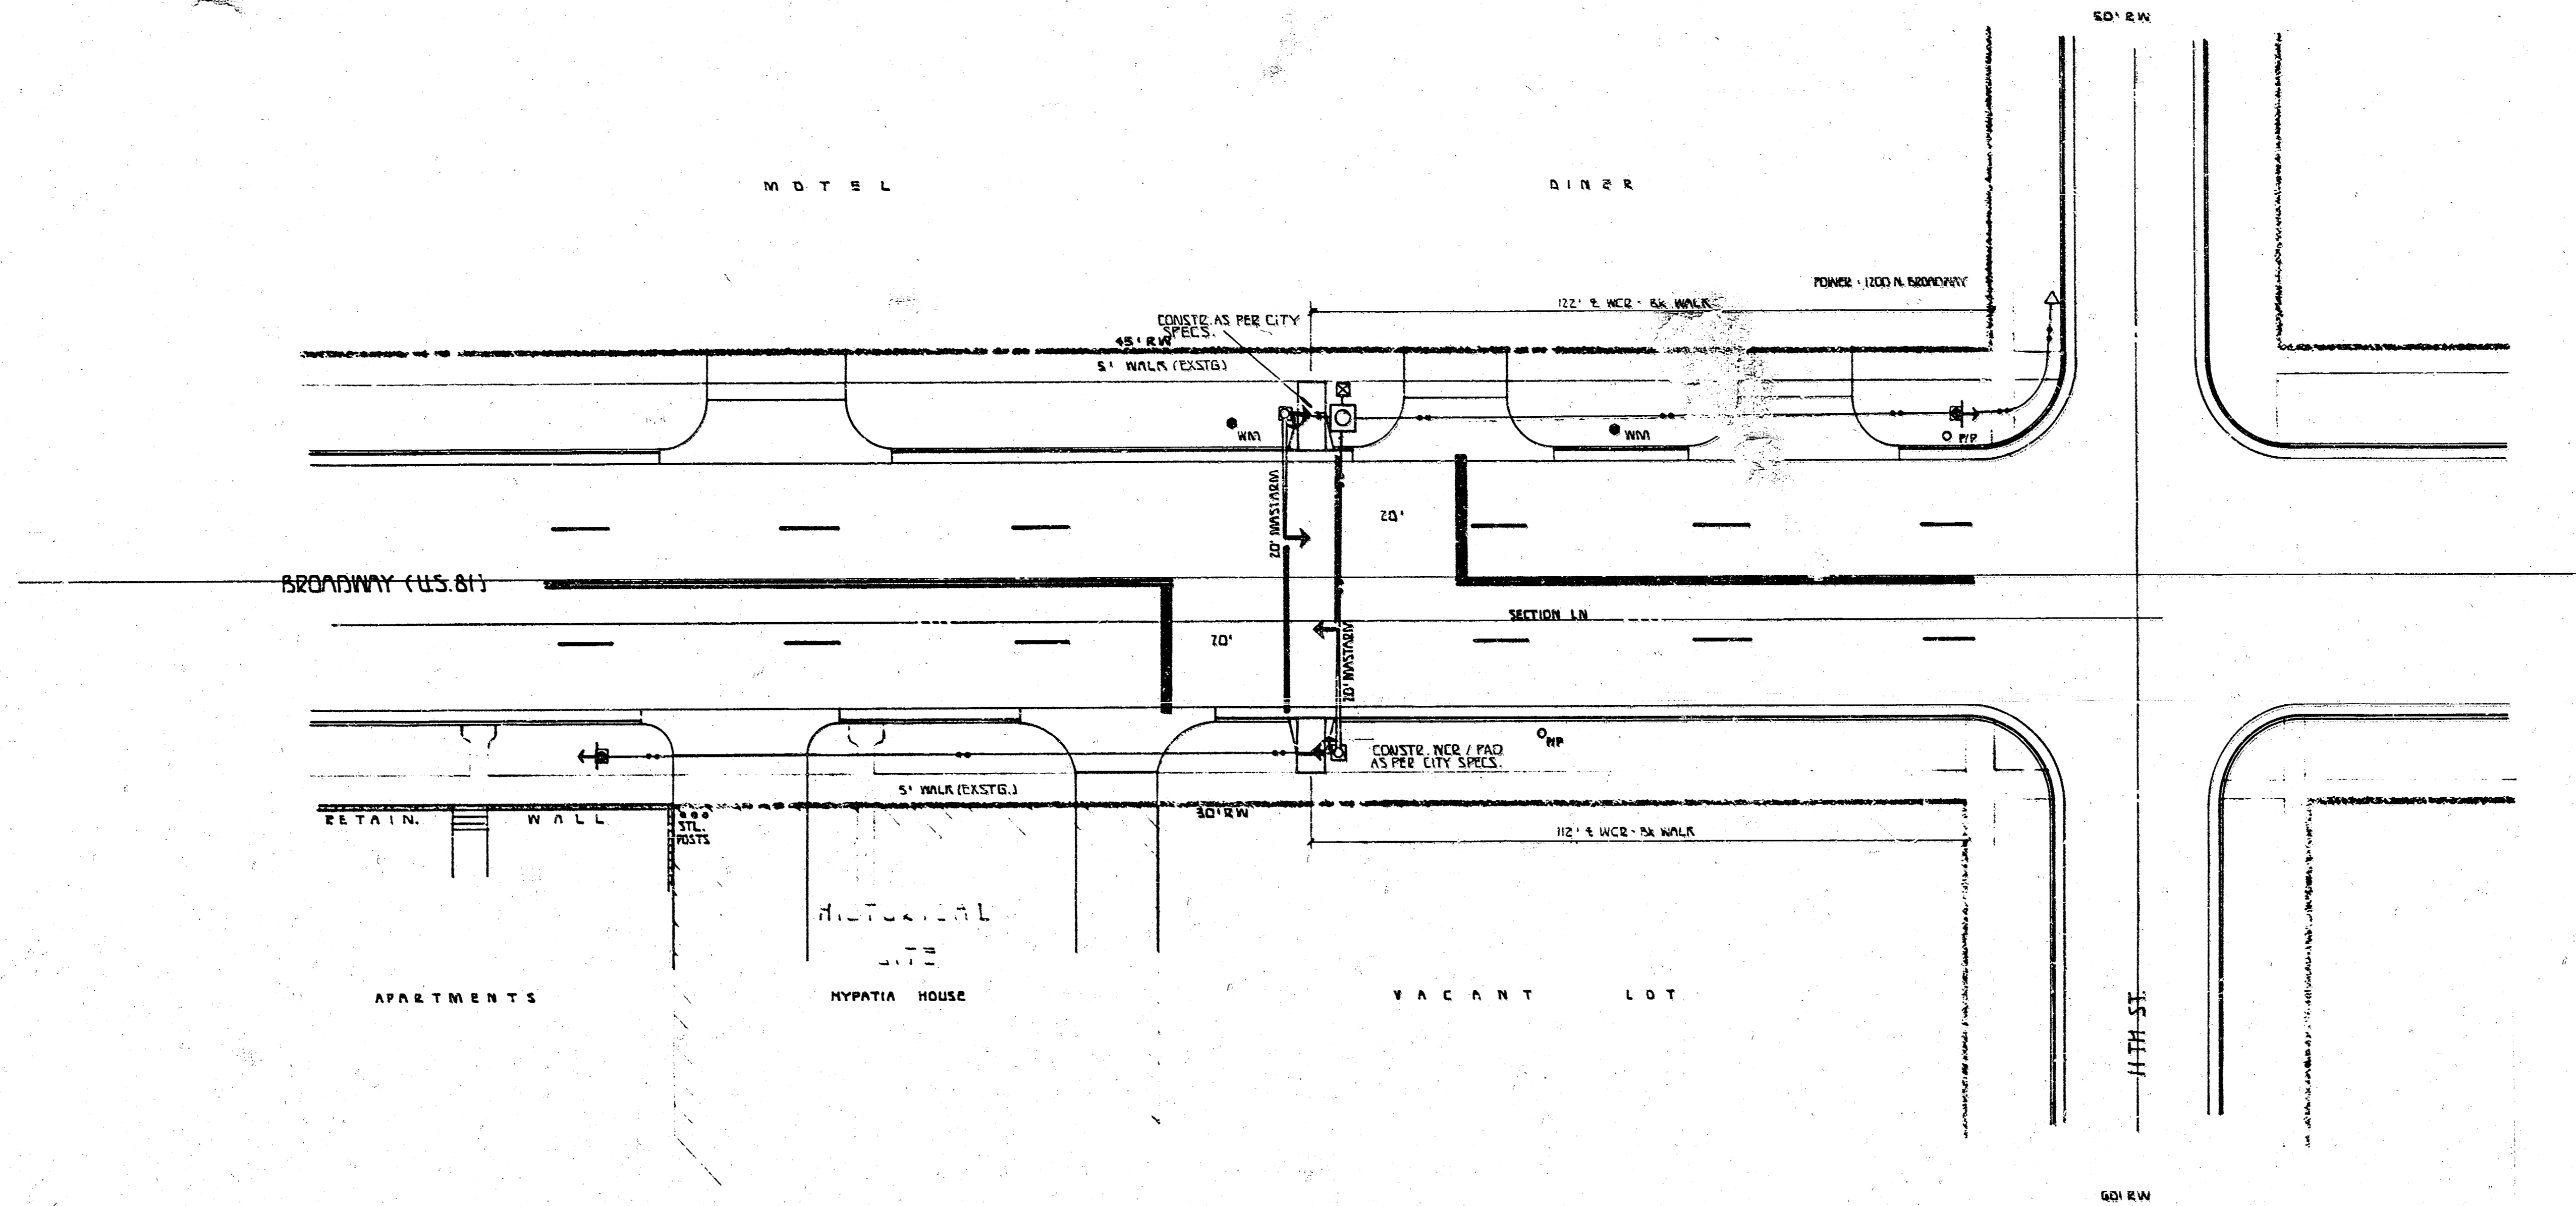 50' RW
MOTEL
DINER
POWER - 1200 N. BROADWAY
122' ℄ WCR - BK WALK
CONSTR. AS PER CITY
SPECS.
45' RW
5' WALK (EXSTG)
WM
WM
P/P
20' MASTARM
20'
BROADWAY (U.S. 81)
SECTION LN
20'
20' MASTARM
PP
CONSTR. WCR / PAD
AS PER CITY SPECS.
5' WALK (EXSTG.)
30' RW
RETAIN. WALL
STL.
POSTS
112' ℄ WCR - BK WALK
HISTORICAL
SITE
APARTMENTS
HYPATIA HOUSE
VACANT LOT
11TH ST.
60' RW